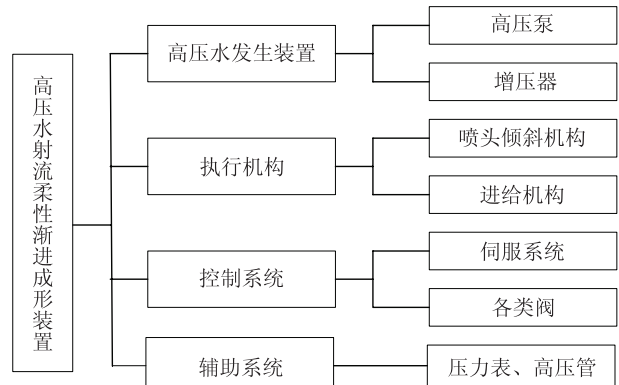 高压水射流柔性渐进成形装置
高压水发生装置
高压泵
增压器
执行机构
喷头倾斜机构
进给机构
控制系统
伺服系统
各类阀
辅助系统
压力表、高压管